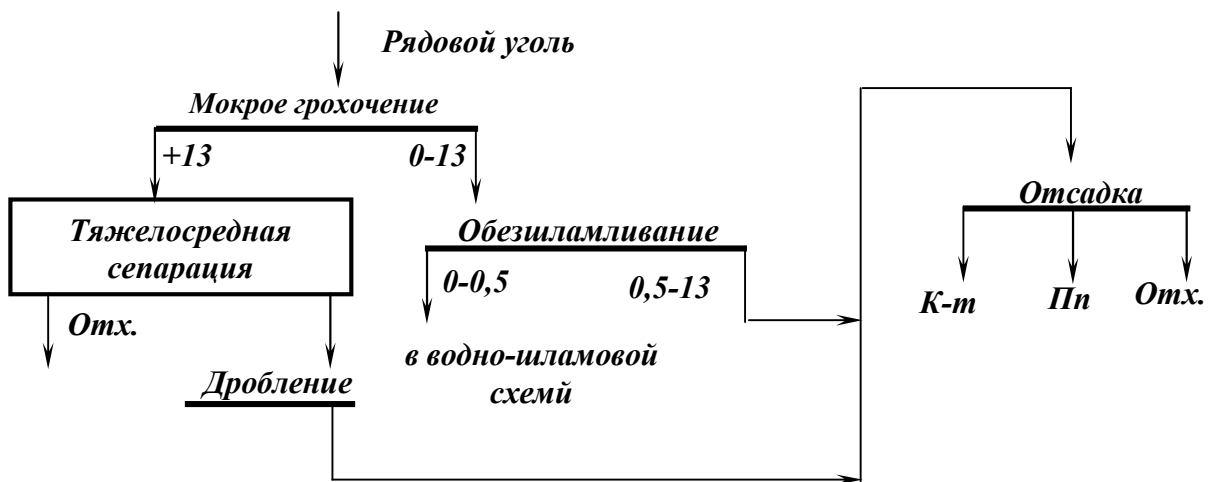 Рядовой уголь
Мокрое грохочение
+13
0-13
Тяжелосредная
сепарация
Обезшламливание
0-0,5
0,5-13
Отсадка
К-т
Пп
Отх.
Отх.
в водно-шламовой
схемй
Дробление